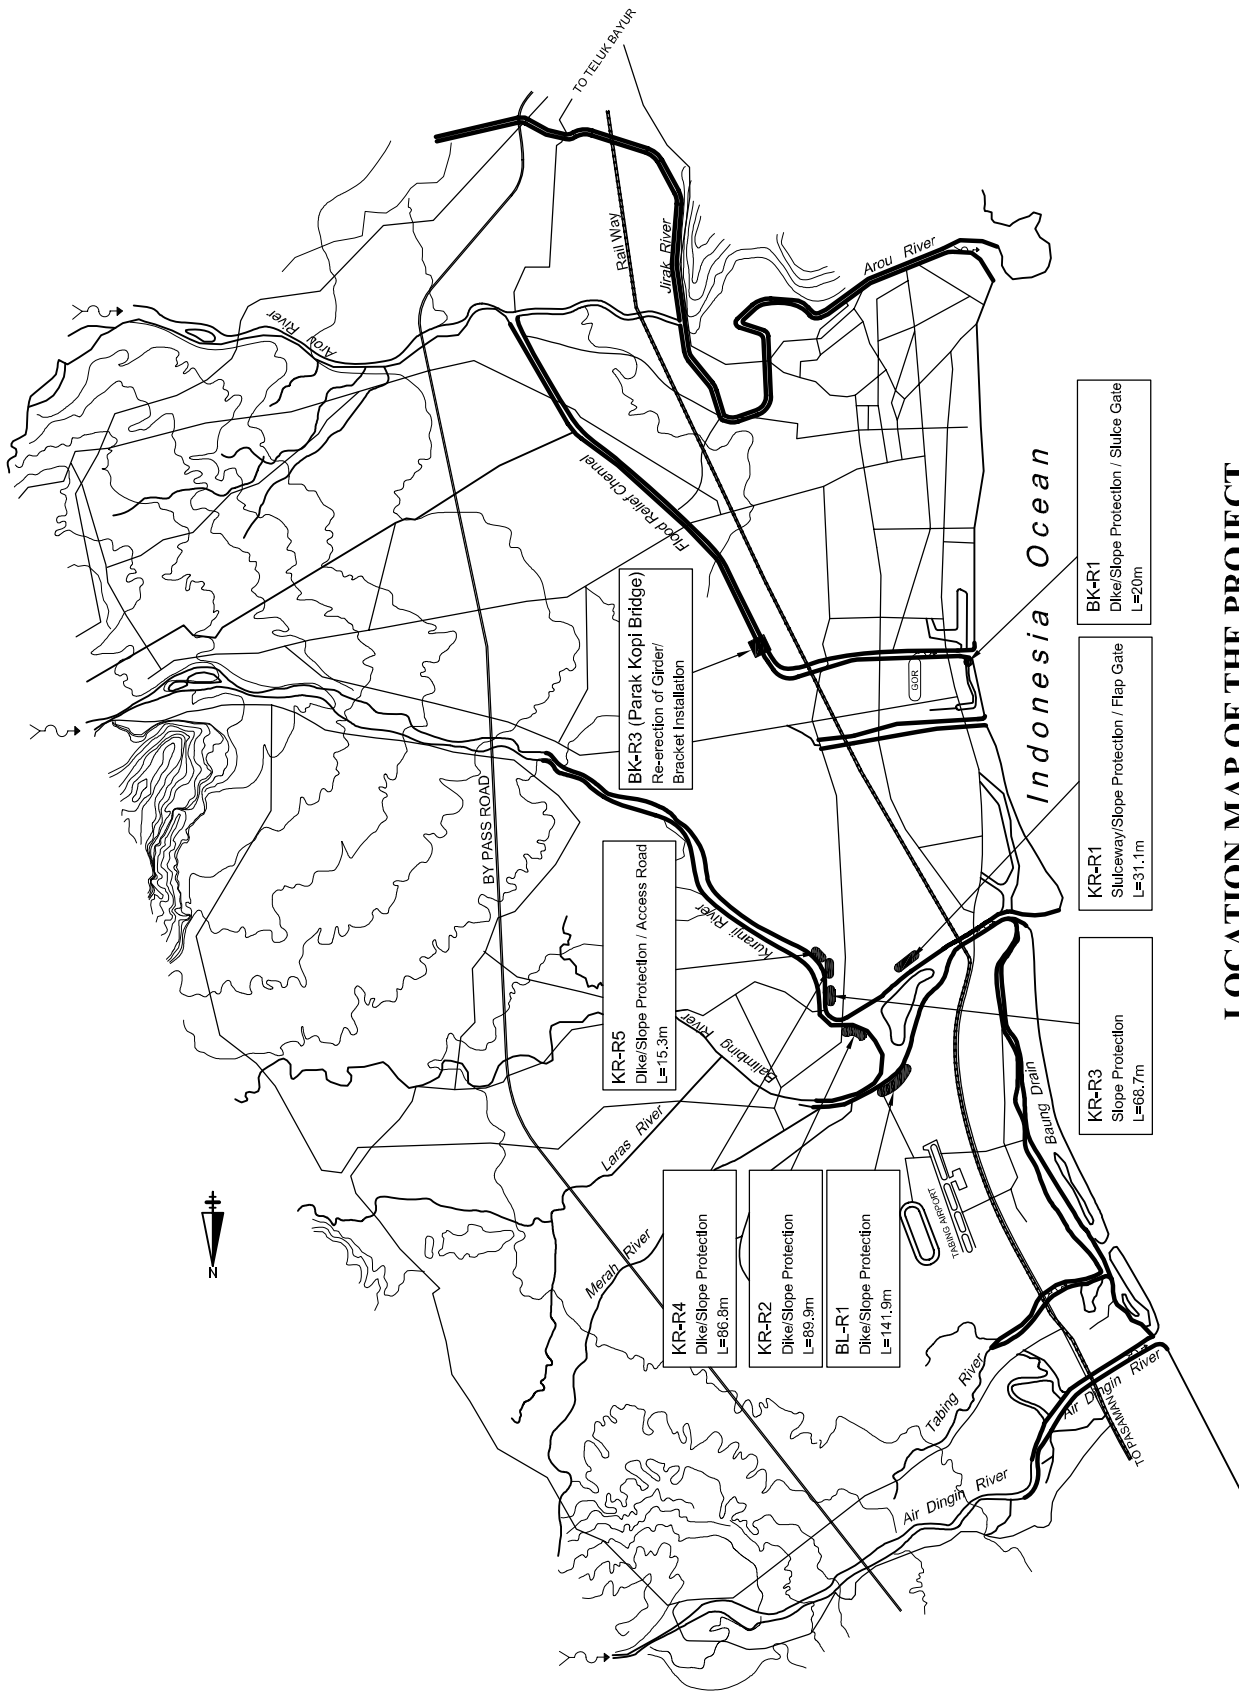 N
Arou River
BY PASS ROAD
TO TELUK BAYUR
Rail Way
Jirak River
Arou River
Flood Relief Chennel
Kuranji River
Balimbing River
Laras River
Merah River
Tabing River
Air Dingin River
Air Dingin River
TO PASAMAN
TABING AIRPORT
Baung Drain
GOR
Indonesia Ocean
KR-R5
Dike/Slope Protection / Access Road
L=15.3m
BK-R3 (Parak Kopi Bridge)
Re-erection of Girder/
Bracket Installation
KR-R4
Dike/Slope Protection
L=86.8m
KR-R2
Dike/Slope Protection
L=89.9m
BL-R1
Dike/Slope Protection
L=141.9m
KR-R3
Slope Protection
L=68.7m
KR-R1
Sluiceway/Slope Protection / Flap Gate
L=31.1m
BK-R1
Dike/Slope Protection / Sluice Gate
L=20m
LOCATION MAP OF THE PROJECT